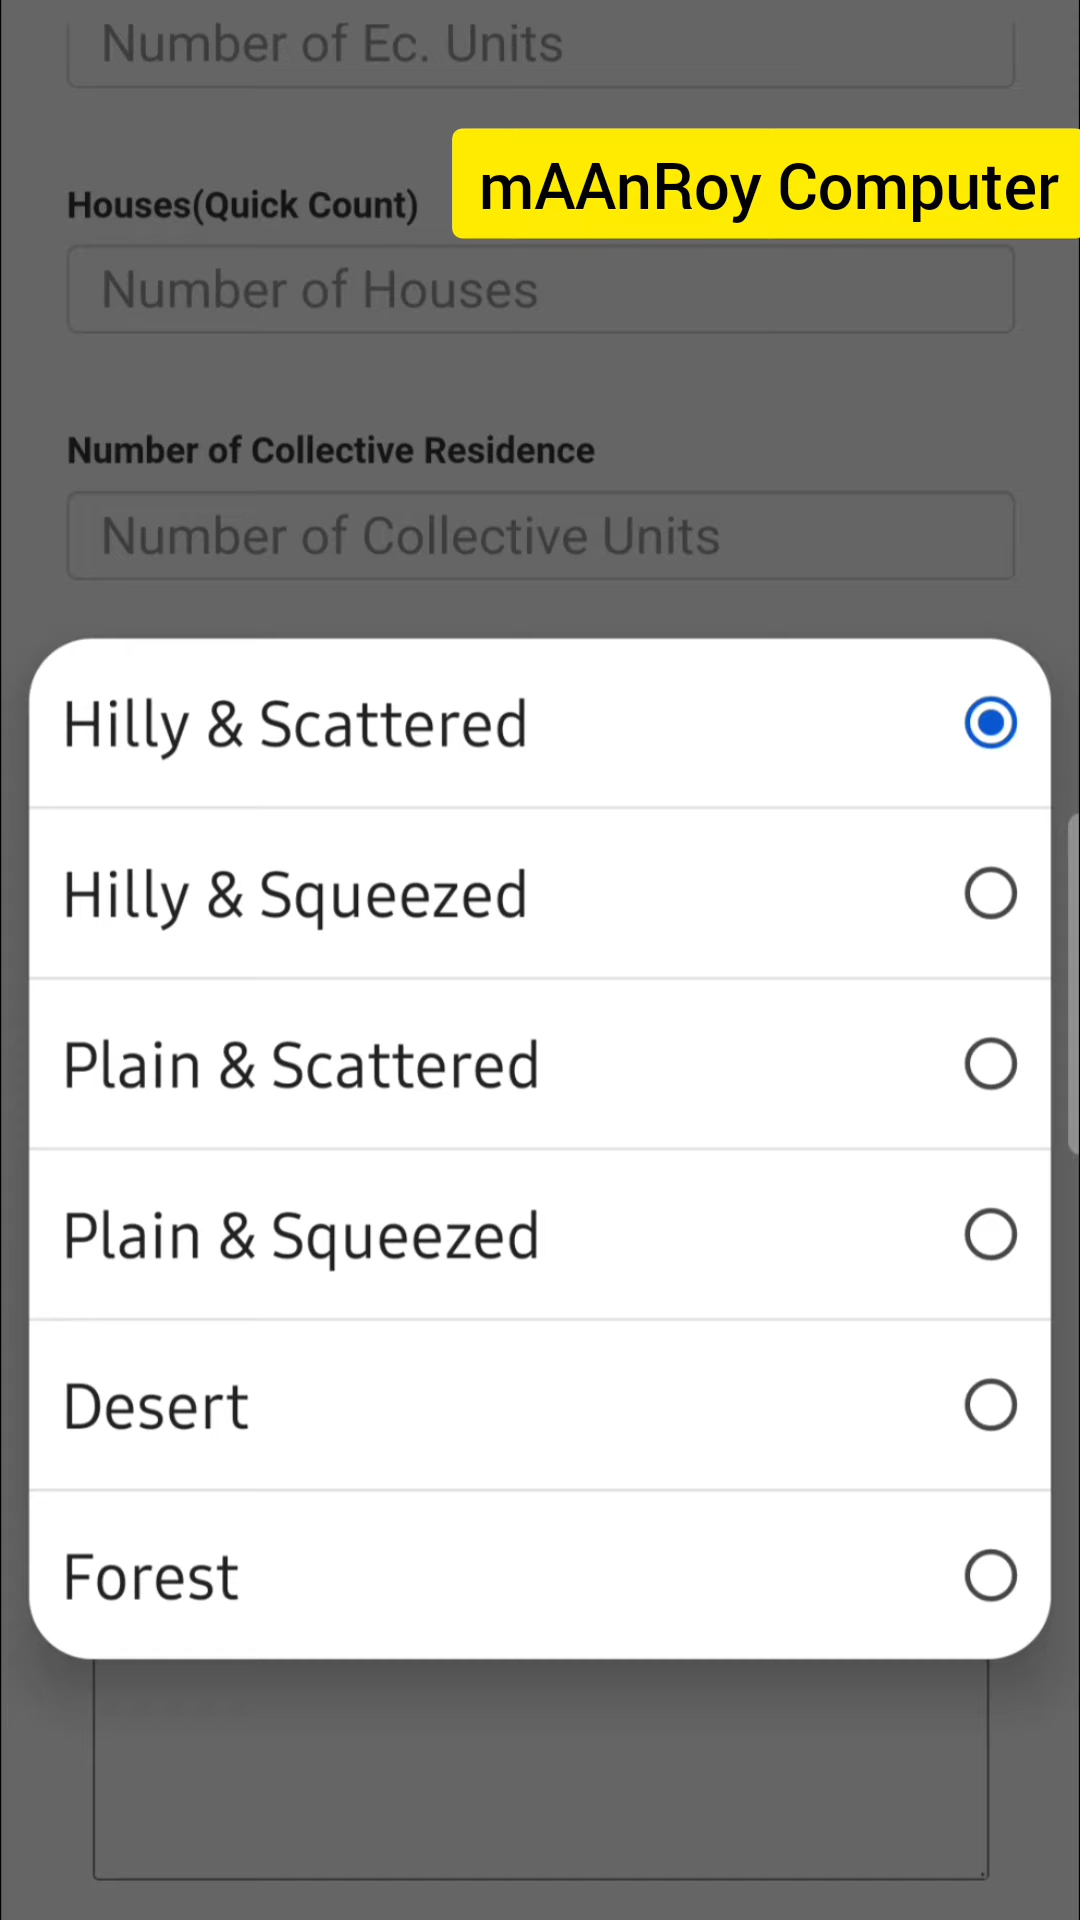 Number of Ec. Units
mAAnRoy Computer
Houses(Quick Count)
Number of Houses
Number of Collective Residence
Number of Collective Units
Hilly & Scattered
Hilly & Squeezed
Plain & Scattered
Plain & Squeezed
Desert
Forest